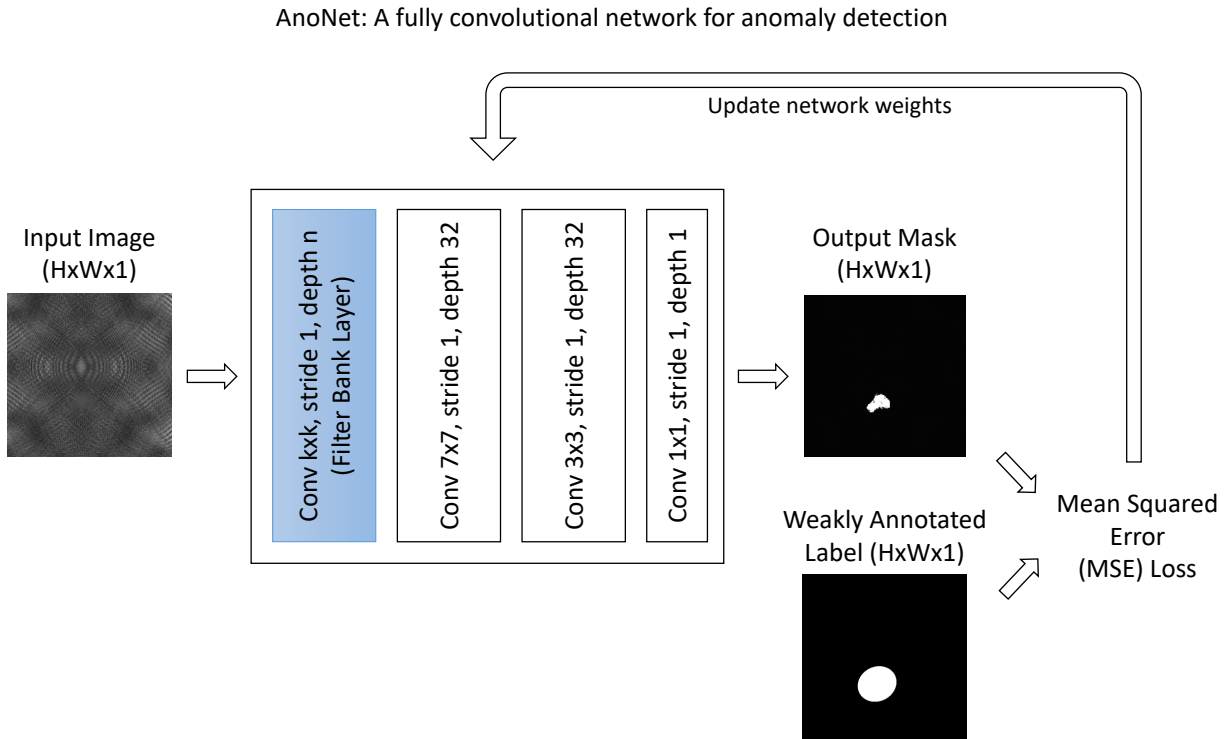 AnoNet: A fully convolutional network for anomaly detection
Update network weights
Input Image
(HxWx1)
Conv kxk, stride 1, depth n
(Filter Bank Layer)
Conv 7x7, stride 1, depth 32
Conv 3x3, stride 1, depth 32
Conv 1x1, stride 1, depth 1
Output Mask
(HxWx1)
Weakly Annotated
Label (HxWx1)
Mean Squared
Error
(MSE) Loss